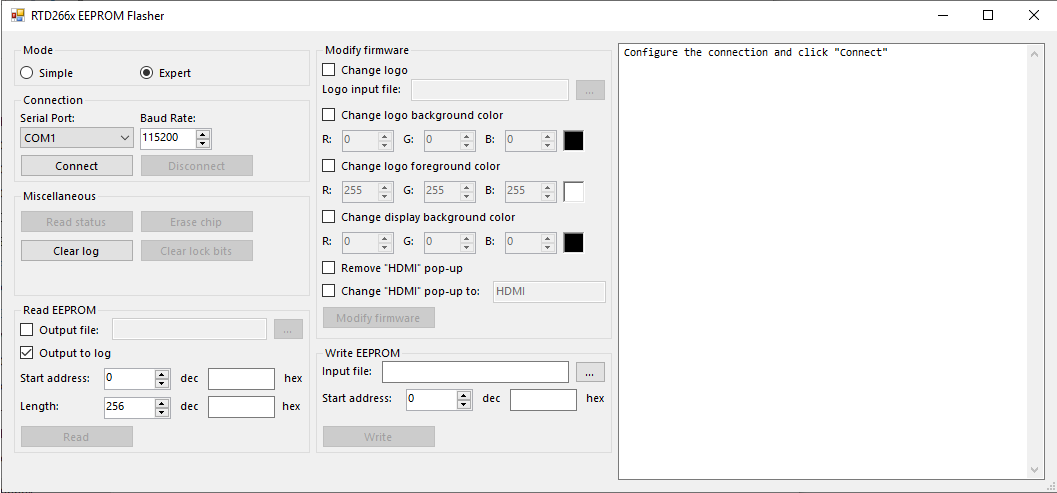 RTD266x EEPROM Flasher
Mode
Simple Expert
Connection
Serial Port: Baud Rate:
COM1 115200
Connect Disconnect
Miscellaneous
Read status Erase chip
Clear log Clear lock bits
Read EEPROM
Output file: ...
Output to log
Start address: 0 dec hex
Length: 256 dec hex
Read
Modify firmware
Change logo
Logo input file: ...
Change logo background color
R: 0 G: 0 B: 0
Change logo foreground color
R: 255 G: 255 B: 255
Change display background color
R: 0 G: 0 B: 0
Remove "HDMI" pop-up
Change "HDMI" pop-up to: HDMI
Modify firmware
Write EEPROM
Input file: ...
Start address: 0 dec hex
Write
Configure the connection and click "Connect"